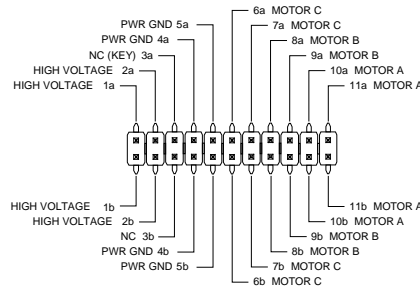 6a MOTOR C
PWR GND 5a
7a MOTOR C
PWR GND 4a
8a MOTOR B
NC (KEY) 3a
9a MOTOR B
HIGH VOLTAGE 2a
10a MOTOR A
HIGH VOLTAGE 1a
11a MOTOR A
HIGH VOLTAGE 1b
11b MOTOR A
HIGH VOLTAGE 2b
10b MOTOR A
NC 3b
9b MOTOR B
PWR GND 4b
8b MOTOR B
PWR GND 5b
7b MOTOR C
6b MOTOR C